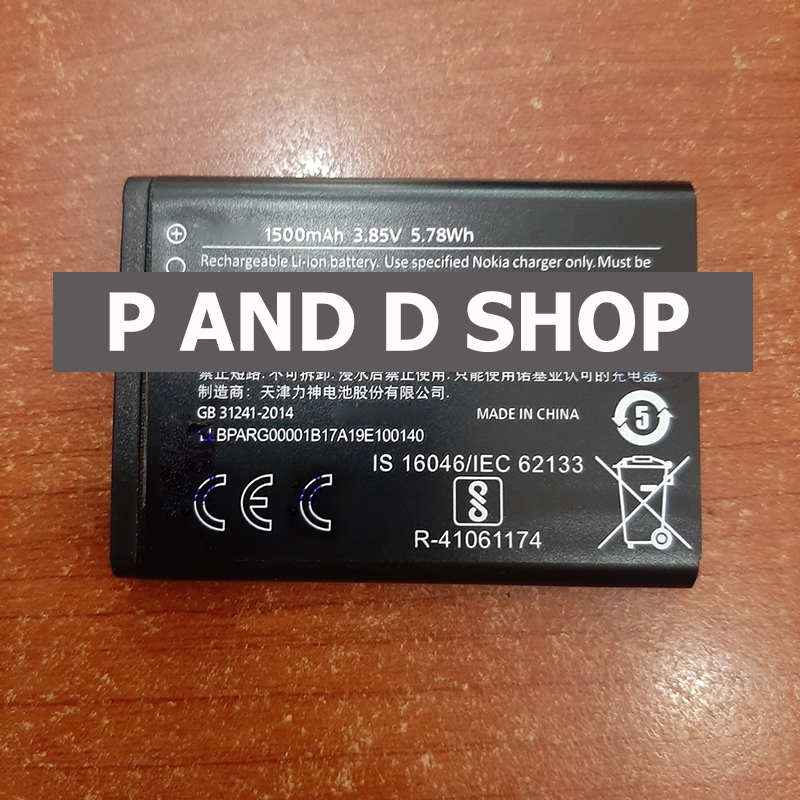 1500mAh 3.85V 5.78Wh
Rechargeable Li-ion battery. Use specified Nokia charger only. Must be
P AND D SHOP
禁止短路. 不可拆卸. 浸水后禁止使用. 只能使用诺基亚认可的充电器.
制造商: 天津力神电池股份有限公司.
GB 31241-2014
MADE IN CHINA
5
LBPARG00001B17A19E100140
IS 16046/IEC 62133
CE
R-41061174